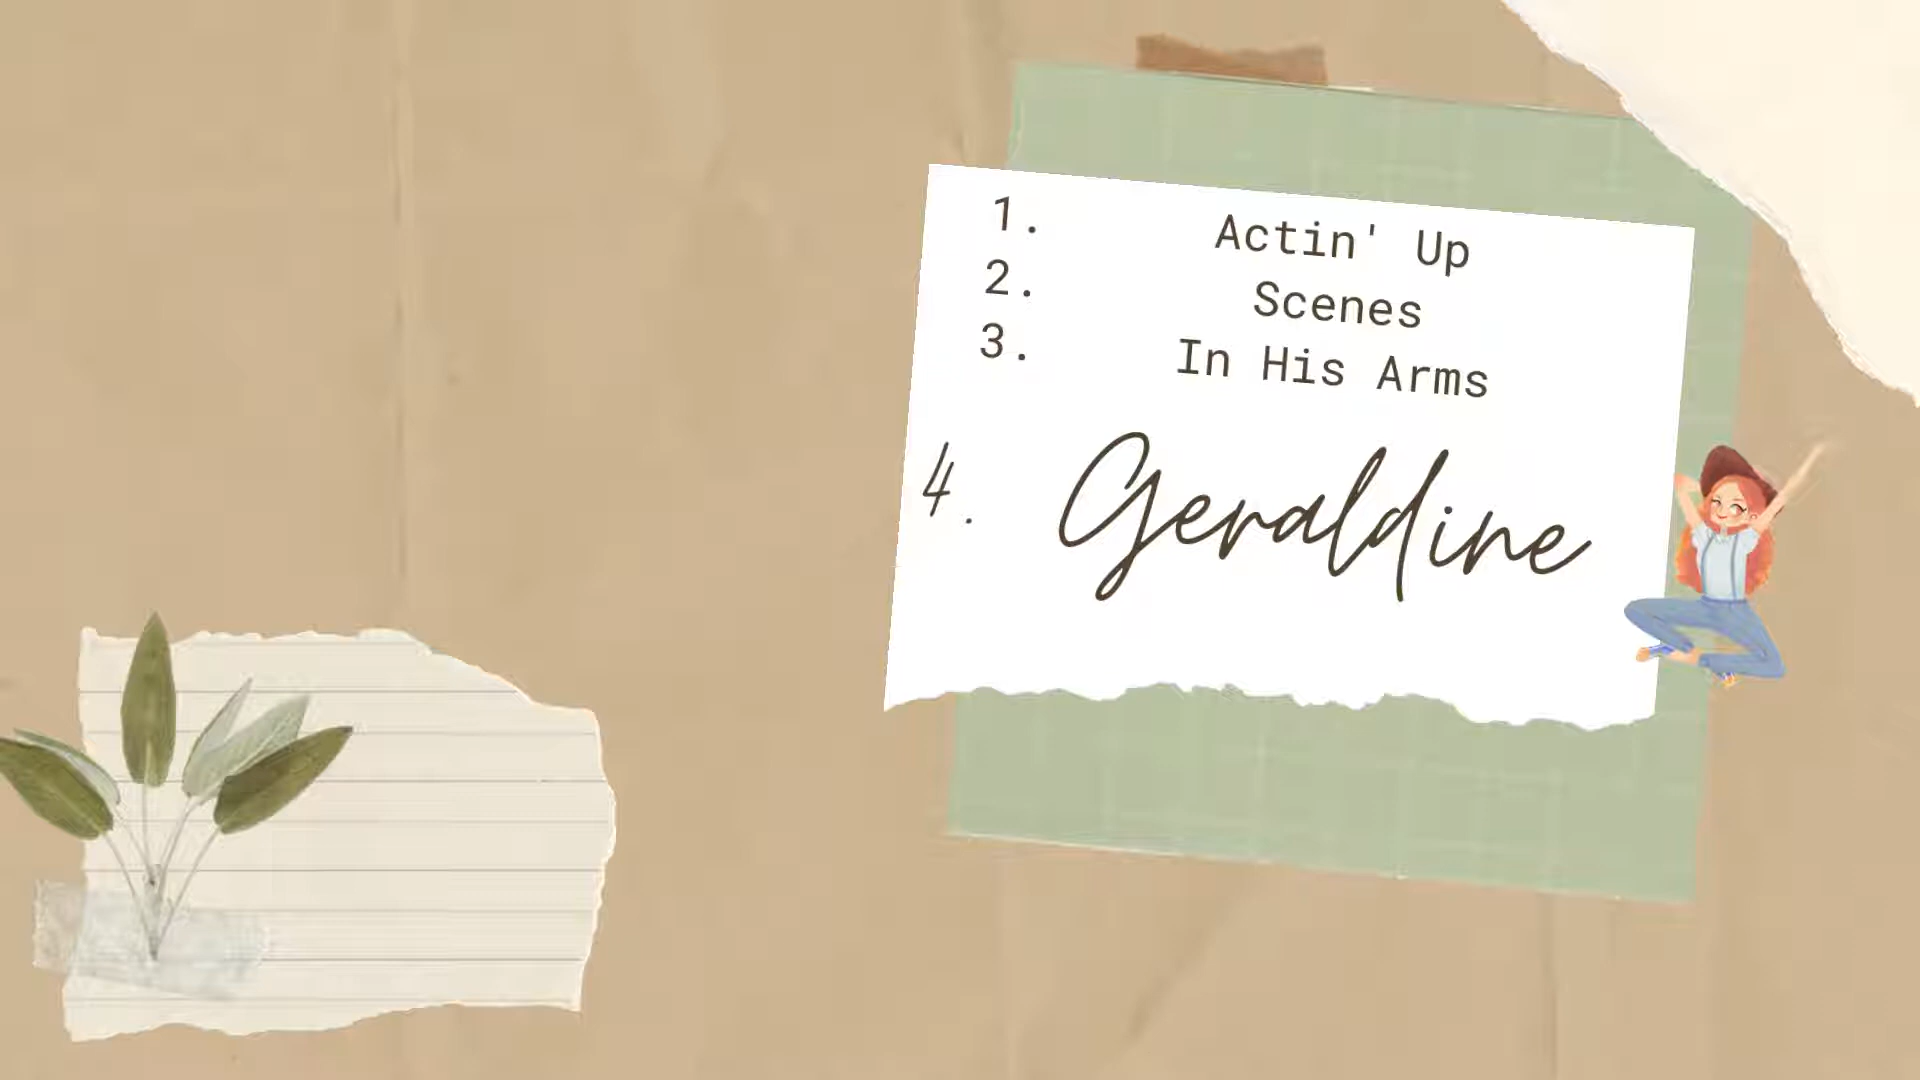 1. Actin' Up
2. Scenes
3. In His Arms
4. Geraldine